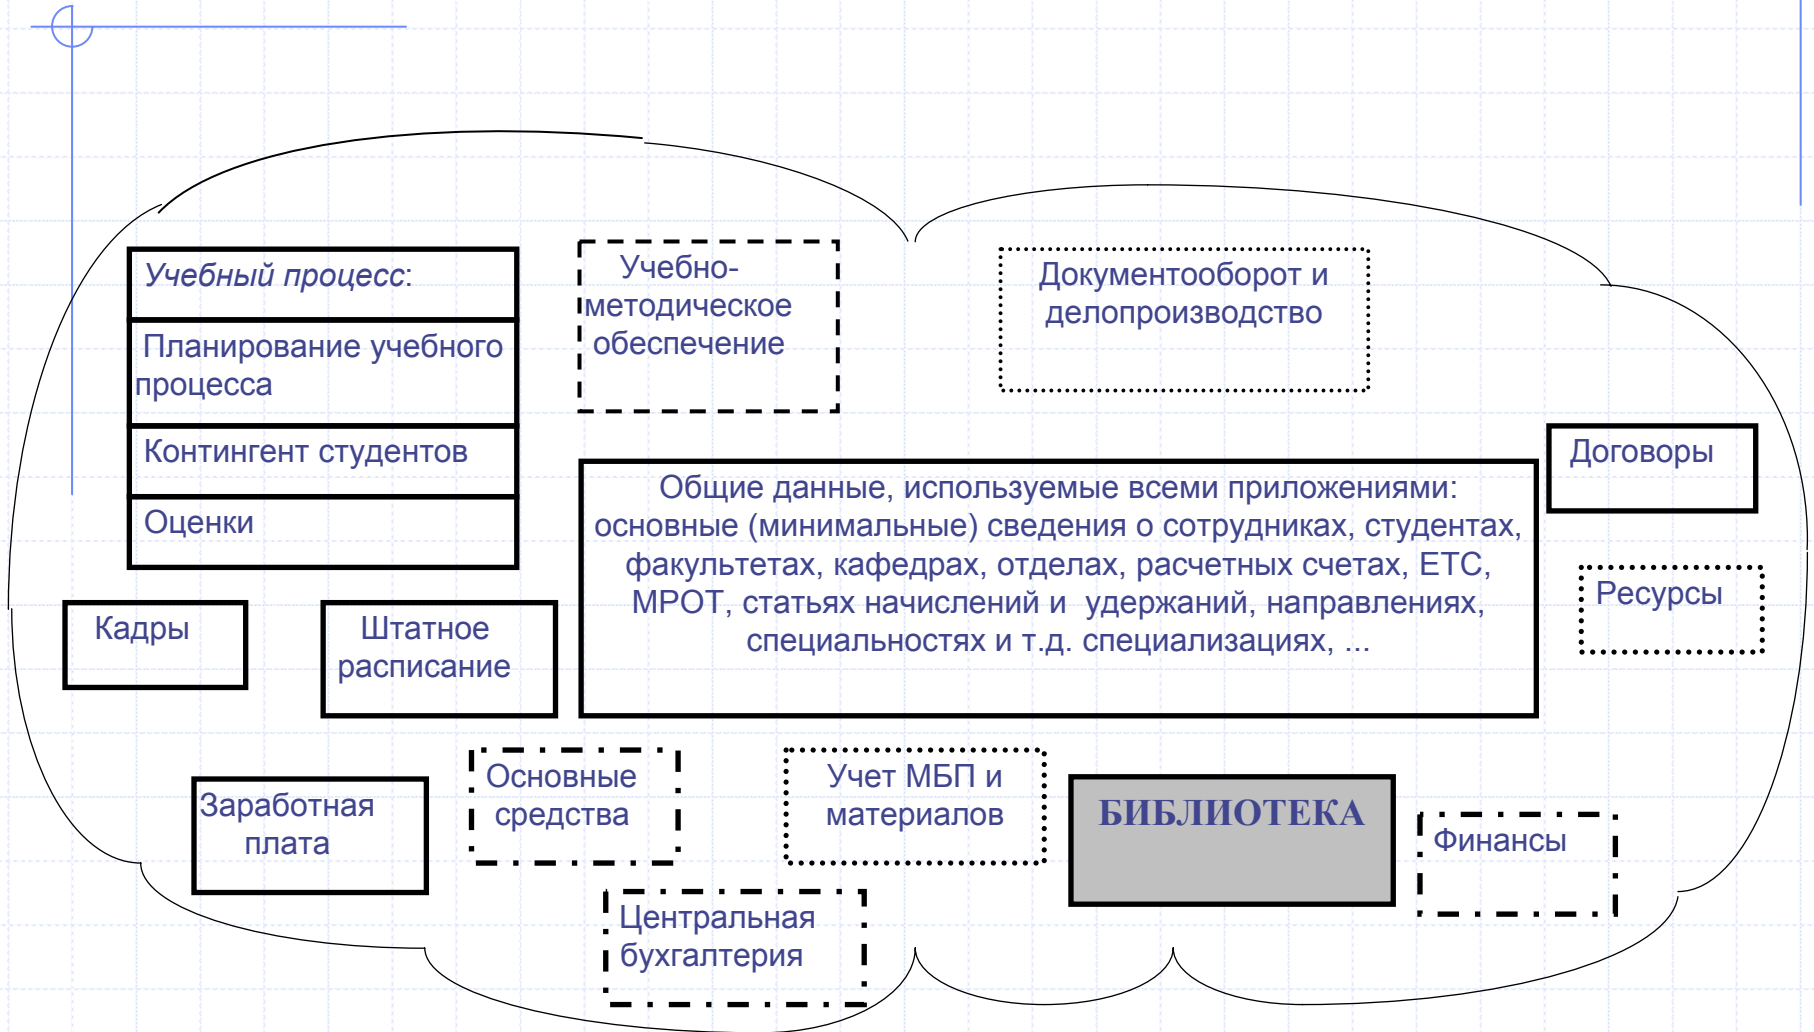 Учебный процесс:
Планирование учебного
процесса
Контингент студентов
Оценки
Учебно-
методическое
обеспечение
Документооборот и
делопроизводство
Договоры
Общие данные, используемые всеми приложениями:
основные (минимальные) сведения о сотрудниках, студентах,
факультетах, кафедрах, отделах, расчетных счетах, ЕТС,
МРОТ, статьях начислений и удержаний, направлениях,
специальностях и т.д. специализациях, ...
Ресурсы
Кадры
Штатное
расписание
Заработная
плата
Основные
средства
Учет МБП и
материалов
БИБЛИОТЕКА
Финансы
Центральная
бухгалтерия